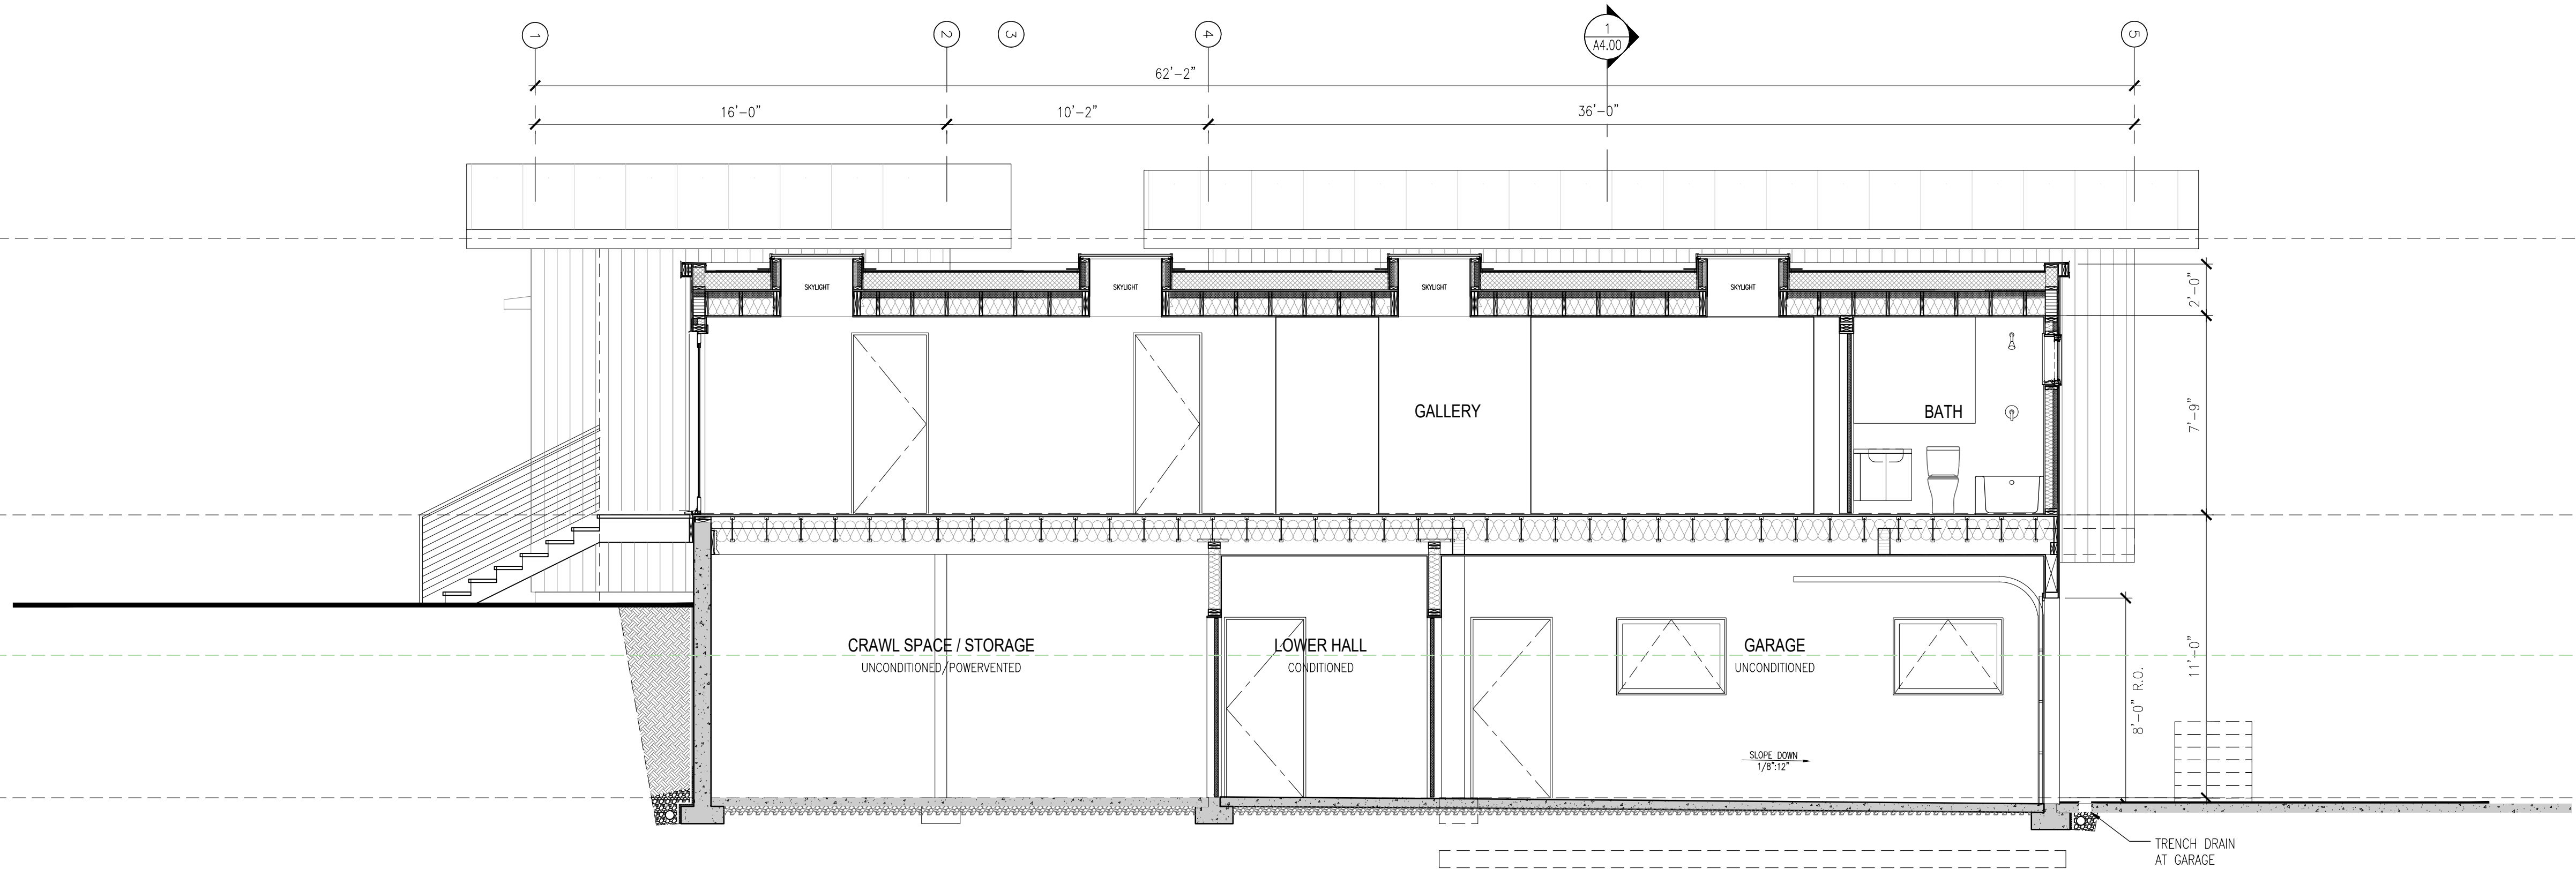 1
2
3
4
1
A4.00
5
62'-2"
16'-0"
10'-2"
36'-0"
SKYLIGHT
SKYLIGHT
SKYLIGHT
SKYLIGHT
2'-0"
GALLERY
BATH
7'-9"
CRAWL SPACE / STORAGE
UNCONDITIONED/POWERVENTED
LOWER HALL
CONDITIONED
GARAGE
UNCONDITIONED
11'-0"
8'-0" R.O.
SLOPE DOWN
1/8":12"
TRENCH DRAIN
AT GARAGE